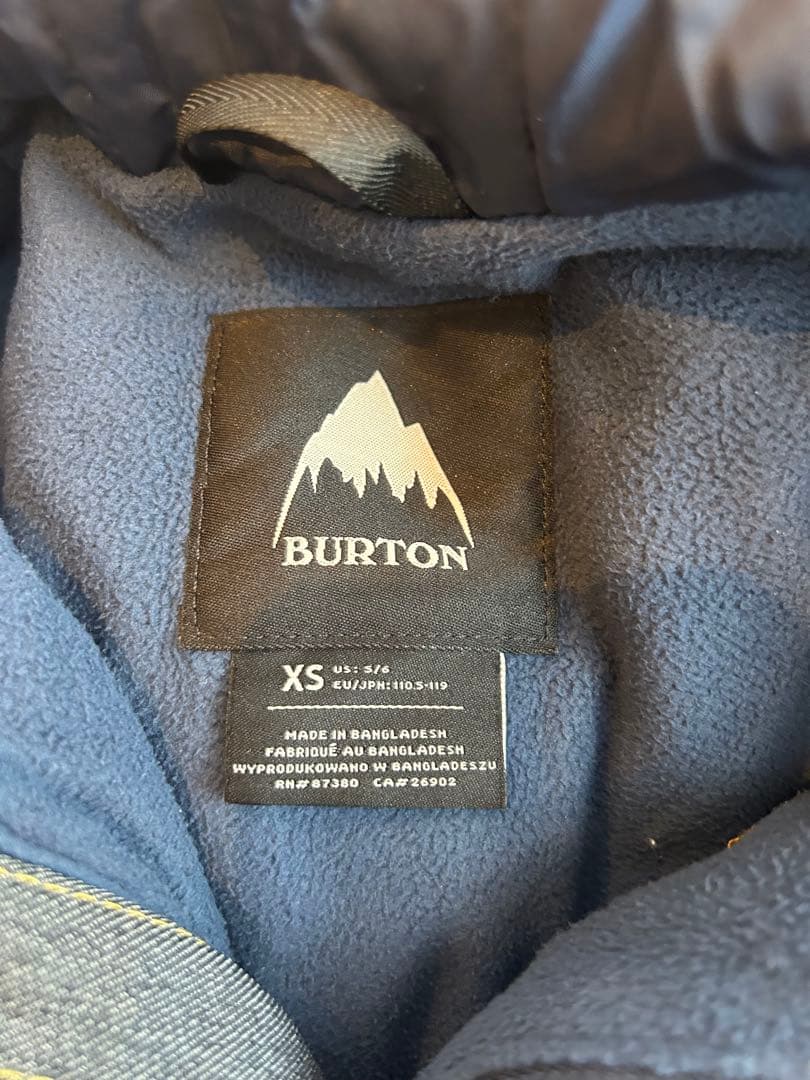 BURTON
XS
US: 5/6
EU/JPN: 110.5-119
MADE IN BANGLADESH
FABRIQUÉ AU BANGLADESH
WYPRODUKOWANO W BANGLADESZU
RN#87380 CA#26902